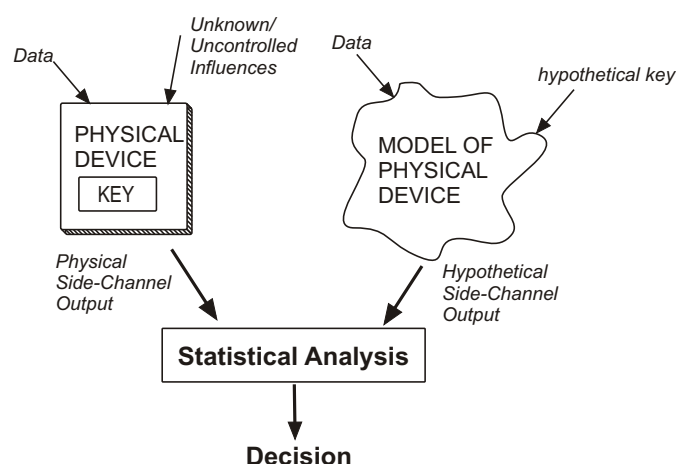 Data
Unknown/
Uncontrolled
Influences
PHYSICAL
DEVICE
KEY
Physical
Side-Channel
Output
Data
hypothetical key
MODEL OF
PHYSICAL
DEVICE
Hypothetical
Side-Channel
Output
Statistical Analysis
Decision